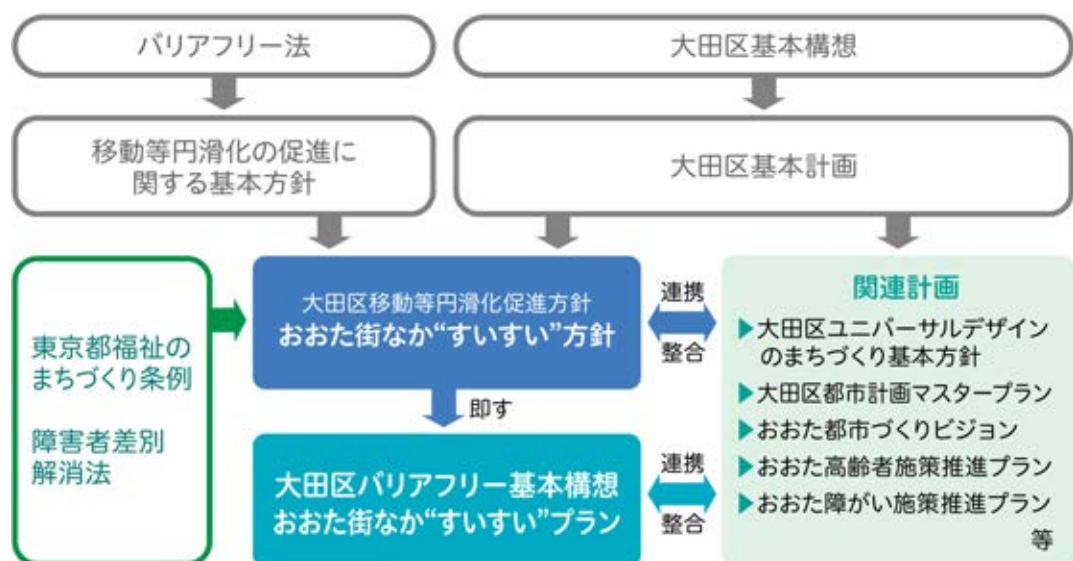 バリアフリー法
大田区基本構想
移動等円滑化の促進に
関する基本方針
大田区基本計画
東京都福祉の
まちづくり条例
障害者差別
解消法
大田区移動等円滑化促進方針
おおた街なか“すいすい”方針
連携
整合
即す
大田区バリアフリー基本構想
おおた街なか“すいすい”プラン
連携
整合
関連計画
▶大田区ユニバーサルデザイン
のまちづくり基本方針
▶大田区都市計画マスタープラン
▶おおた都市づくりビジョン
▶おおた高齢者施策推進プラン
▶おおた障がい施策推進プラン
等